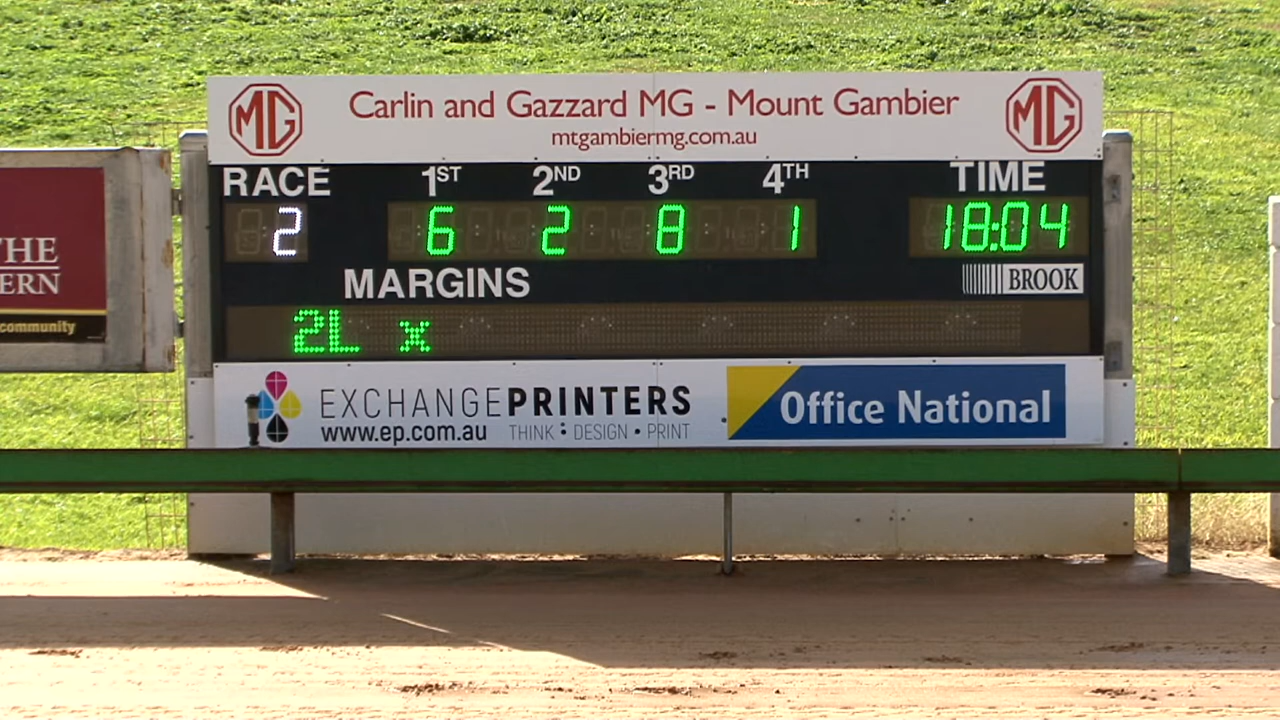 MG Carlin and Gazzard MG - Mount Gambier MG
mtgambiermg.com.au
RACE 1ST 2ND 3RD 4TH TIME
2 6 2 8 1 18:04
MARGINS BROOK
2L x
THE
ERN
community
EXCHANGEPRINTERS
www.ep.com.au THINK : DESIGN • PRINT
Office National